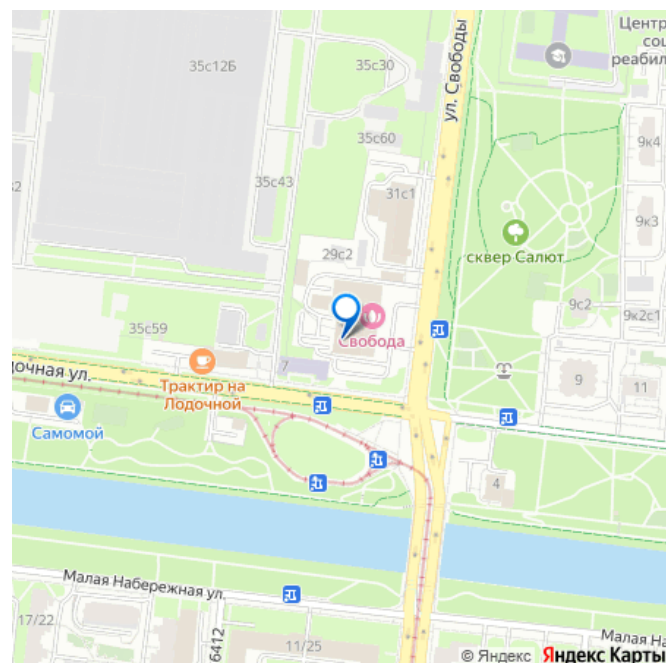 Центр
соц
реабил
35с12Б
35с30
ул. Свободы
35с60
9к4
35с43
31с1
32
9к3
сквер Салют
29с2
9с2
9к2с1
35с59
Свобода
7
дочная ул.
Трактир на
Лодочной
9
11
Самомой
4
Малая Набережная ул.
17/22
6412
11/25
Малая На
© Яндекс Яндекс Карты